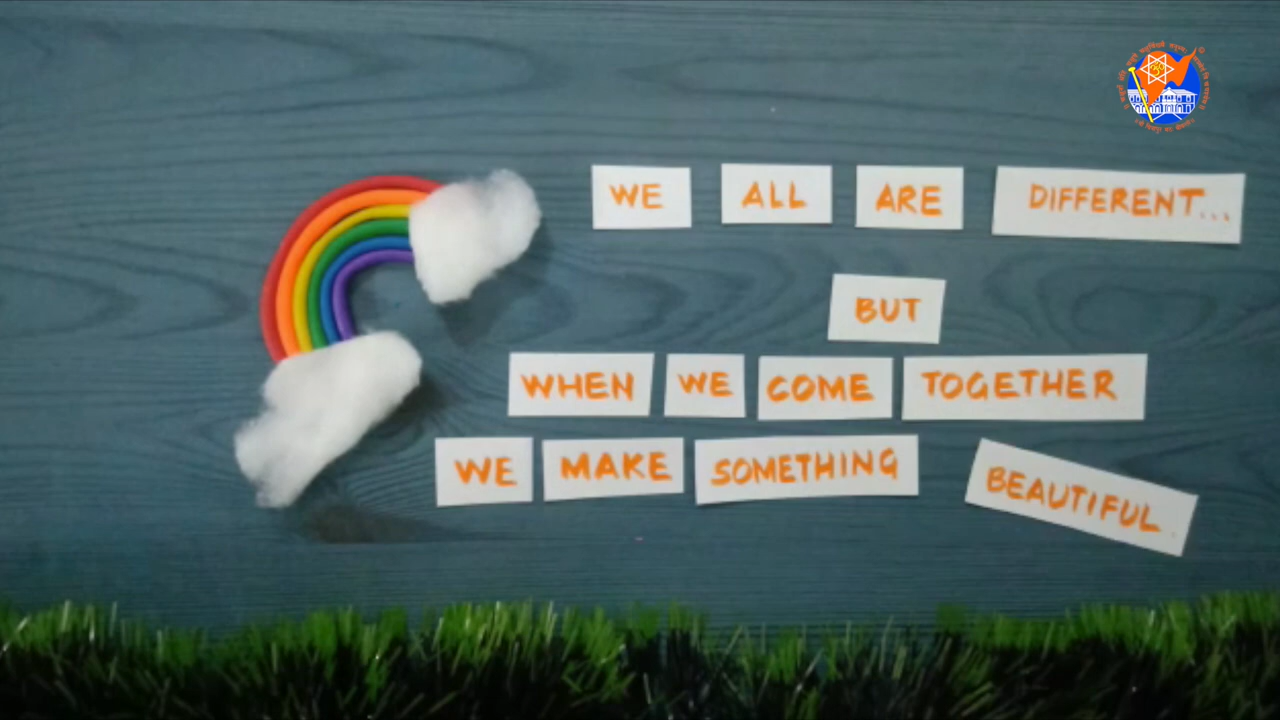 WE ALL ARE DIFFERENT...
BUT
WHEN WE COME TOGETHER
WE MAKE SOMETHING BEAUTIFUL